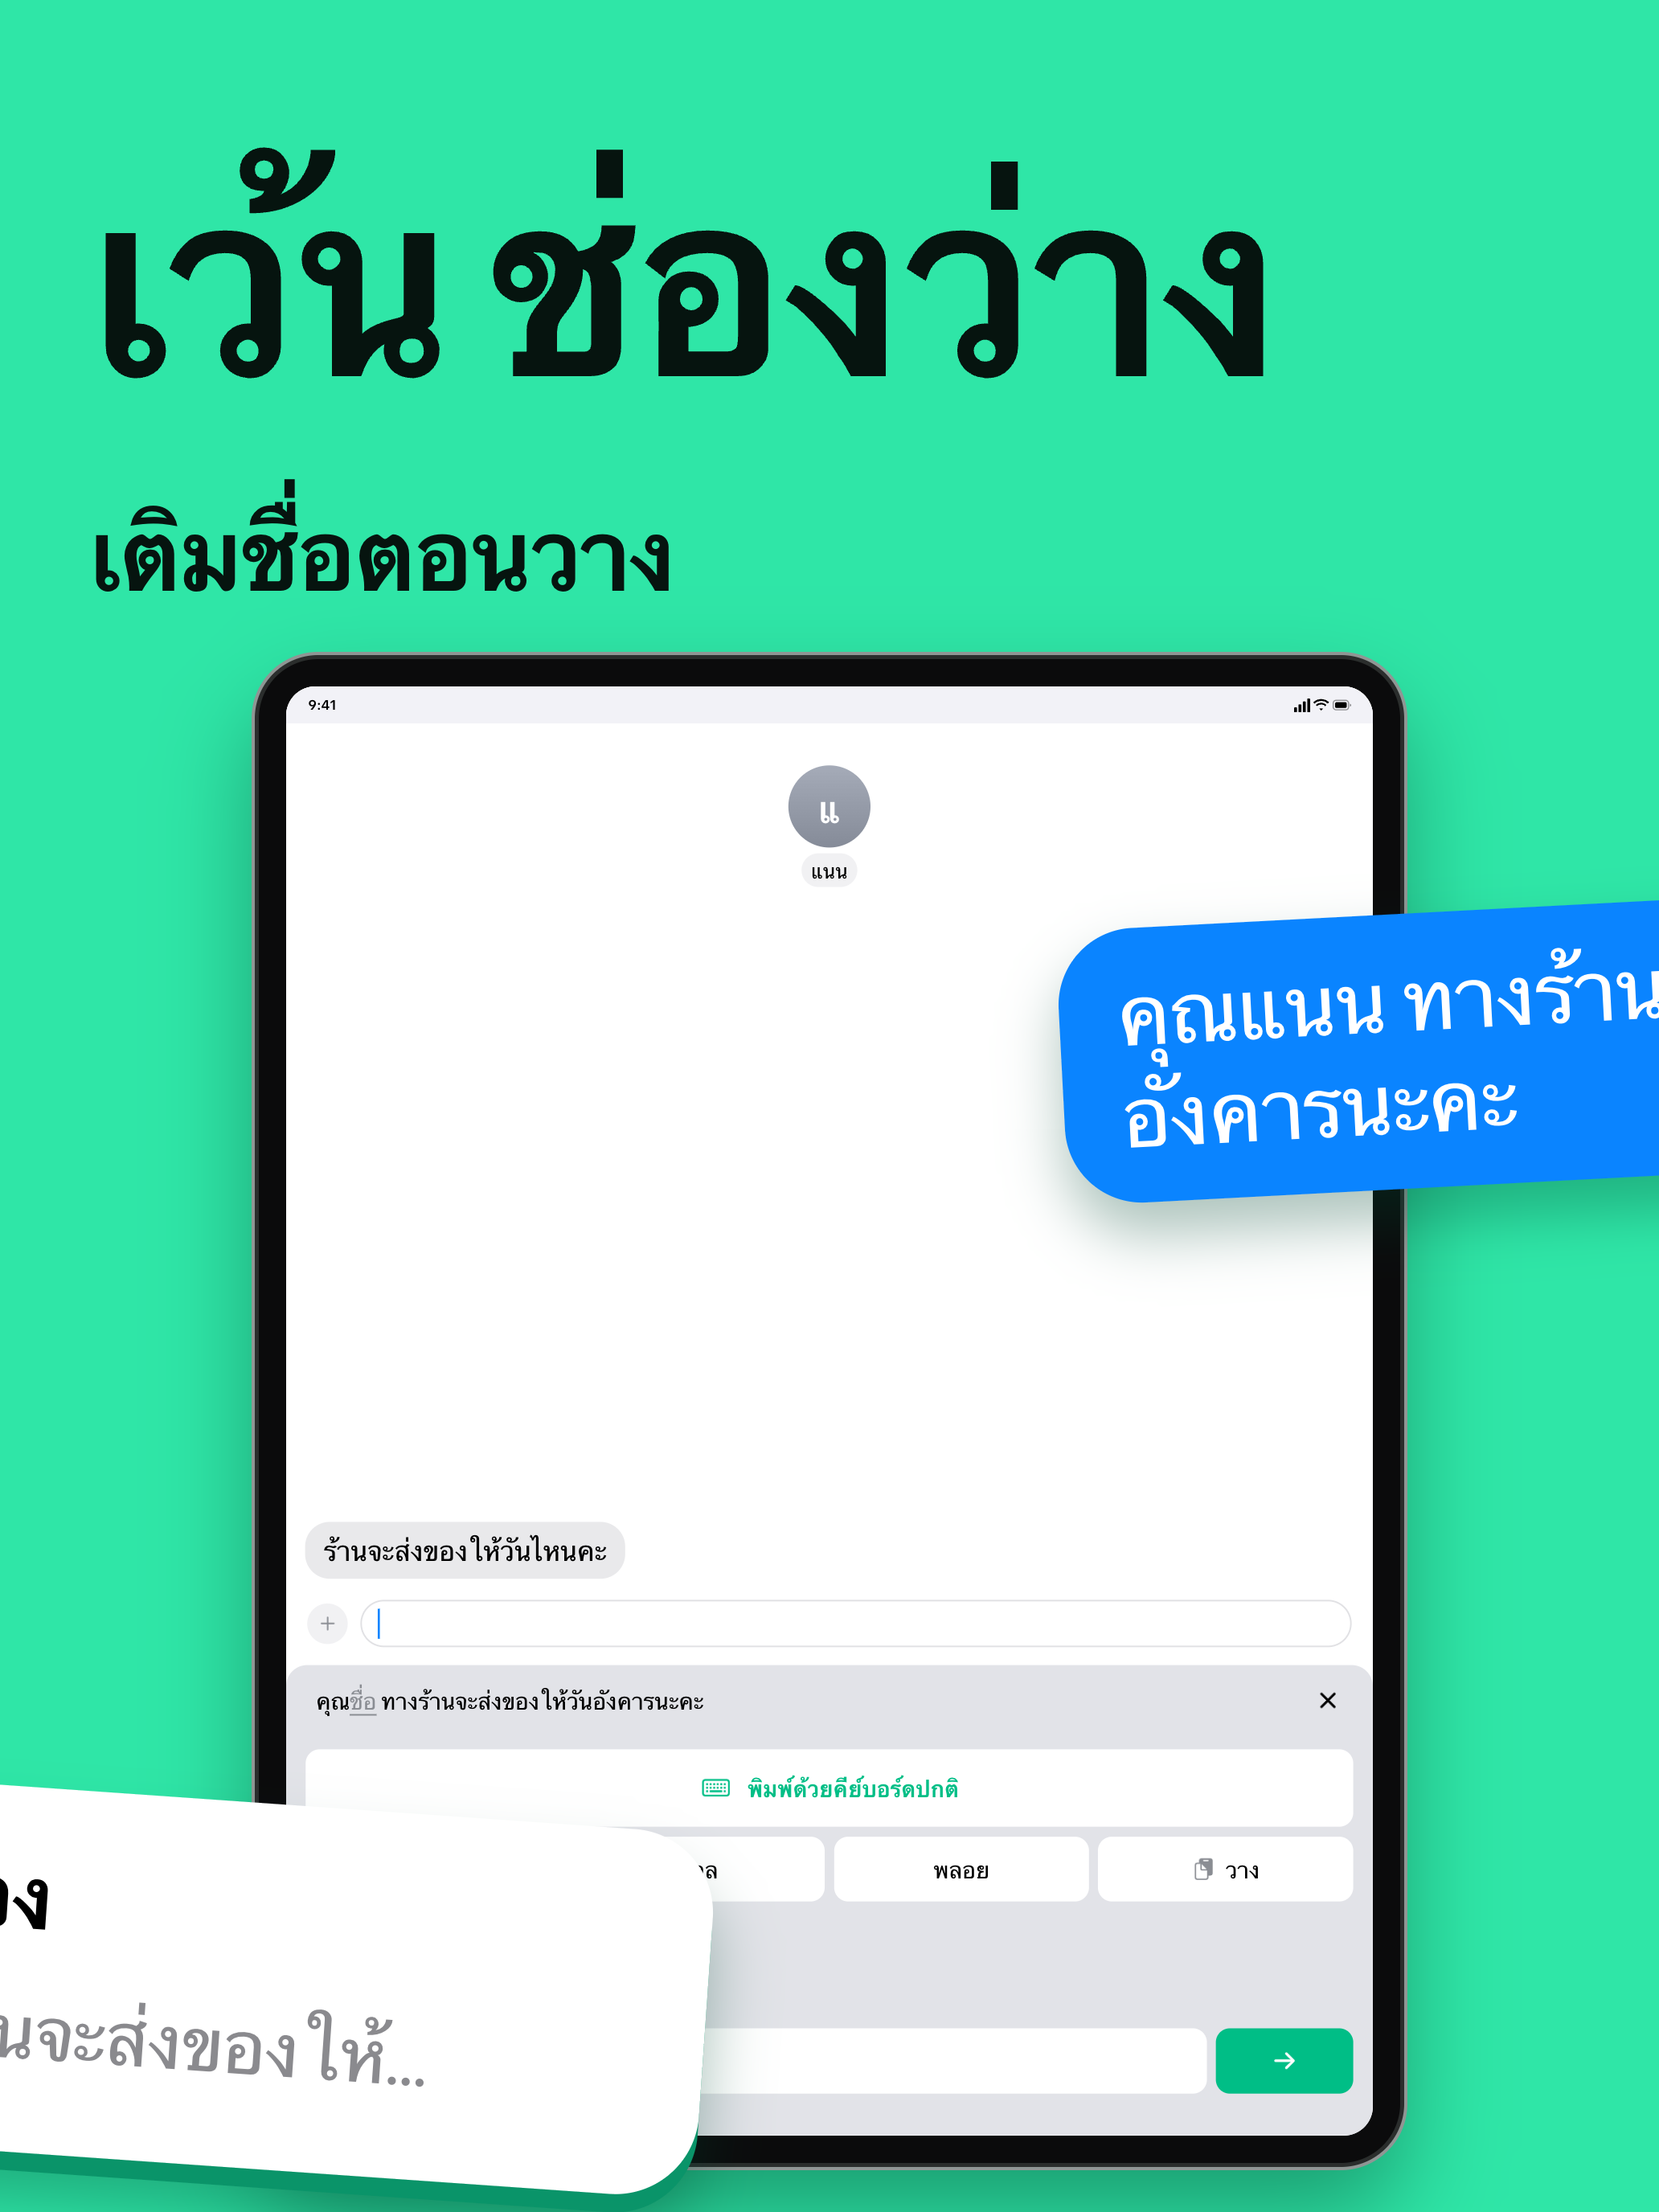 เว้น ช่องว่าง
เติมชื่อตอนวาง
9:41
แ
แนน
คุณแนน ทางร้าน
อังคารนะคะ
ร้านจะส่งของให้วันไหนคะ
คุณชื่อ ทางร้านจะส่งของให้วันอังคารนะคะ
พิมพ์ด้วยคีย์บอร์ดปกติ
พลอย
วาง
นจะส่งของให้...